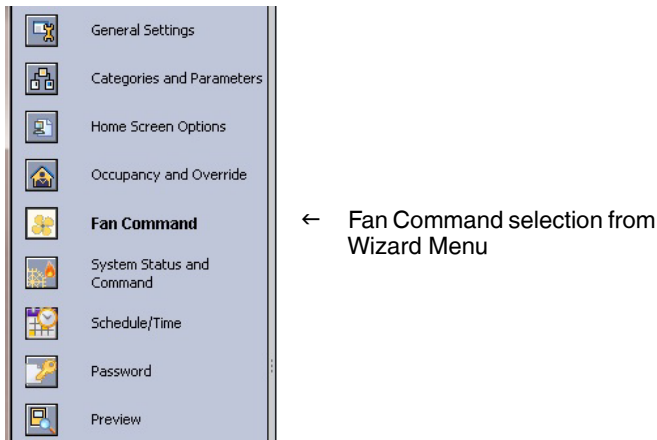 General Settings
Categories and Parameters
Home Screen Options
Occupancy and Override
Fan Command
← Fan Command selection from
Wizard Menu
System Status and
Command
Schedule/Time
Password
Preview